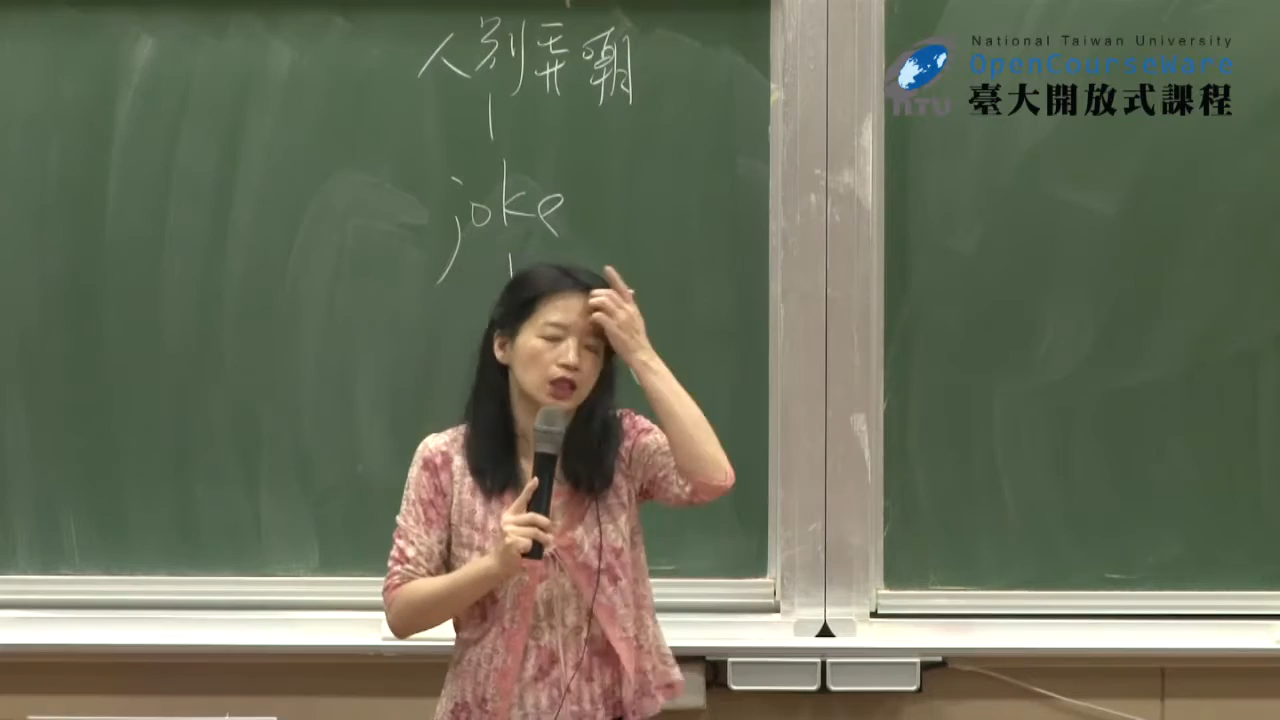 人別弄嘲
joke
National Taiwan University
OpenCourseWare
NTU
臺大開放式課程